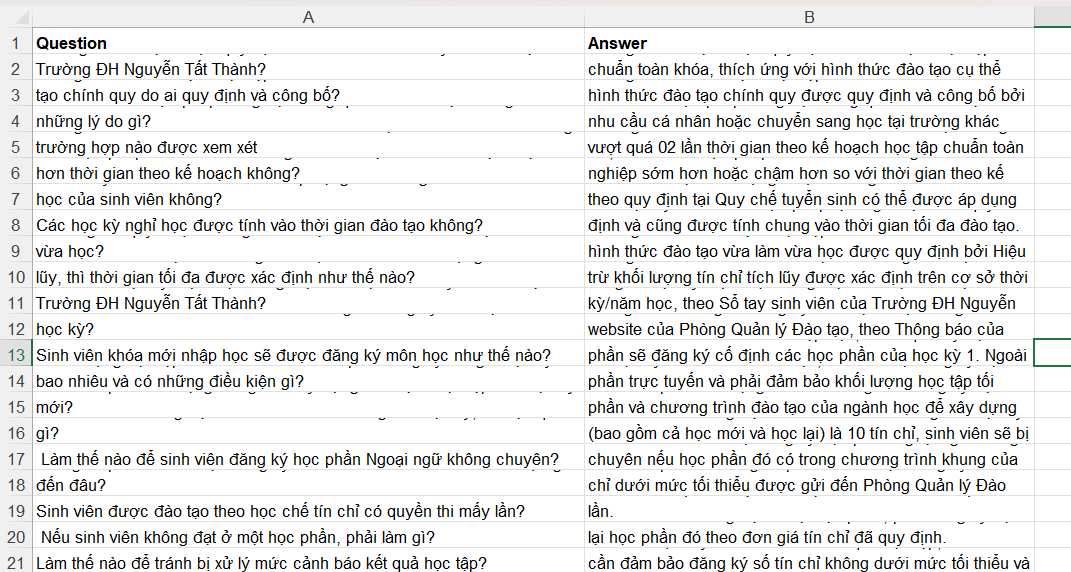 A B
1 Question Answer
2 Trường ĐH Nguyễn Tất Thành? chuẩn toàn khóa, thích ứng với hình thức đào tạo cụ thể
3 tạo chính quy do ai quy định và công bố? hình thức đào tạo chính quy được quy định và công bố bởi
4 những lý do gì? nhu cầu cá nhân hoặc chuyển sang học tại trường khác
5 trường hợp nào được xem xét vượt quá 02 lần thời gian theo kế hoạch học tập chuẩn toàn
6 hơn thời gian theo kế hoạch không? nghiệp sớm hơn hoặc chậm hơn so với thời gian theo kế
7 học của sinh viên không? theo quy định tại Quy chế tuyển sinh có thể được áp dụng
8 Các học kỳ nghỉ học được tính vào thời gian đào tạo không? định và cũng được tính chung vào thời gian tối đa đào tạo.
9 vừa học? hình thức đào tạo vừa làm vừa học được quy định bởi Hiệu
10 lũy, thì thời gian tối đa được xác định như thế nào? trừ khối lượng tín chỉ tích lũy được xác định trên cơ sở thời
11 Trường ĐH Nguyễn Tất Thành? kỳ/năm học, theo Sổ tay sinh viên của Trường ĐH Nguyễn
12 học kỳ? website của Phòng Quản lý Đào tạo, theo Thông báo của
13 Sinh viên khóa mới nhập học sẽ được đăng ký môn học như thế nào? phần sẽ đăng ký cố định các học phần của học kỳ 1. Ngoài
14 bao nhiêu và có những điều kiện gì? phần trực tuyến và phải đảm bảo khối lượng học tập tối
15 mới? phần và chương trình đào tạo của ngành học để xây dựng
16 gì? (bao gồm cả học mới và học lại) là 10 tín chỉ, sinh viên sẽ bị
17 Làm thế nào để sinh viên đăng ký học phần Ngoại ngữ không chuyên? chuyên nếu học phần đó có trong chương trình khung của
18 đến đâu? chỉ dưới mức tối thiểu được gửi đến Phòng Quản lý Đào
19 Sinh viên được đào tạo theo học chế tín chỉ có quyền thi mấy lần? lần.
20 Nếu sinh viên không đạt ở một học phần, phải làm gì? lại học phần đó theo đơn giá tín chỉ đã quy định.
21 Làm thế nào để tránh bị xử lý mức cảnh báo kết quả học tập? cần đảm bảo đăng ký số tín chỉ không dưới mức tối thiểu và